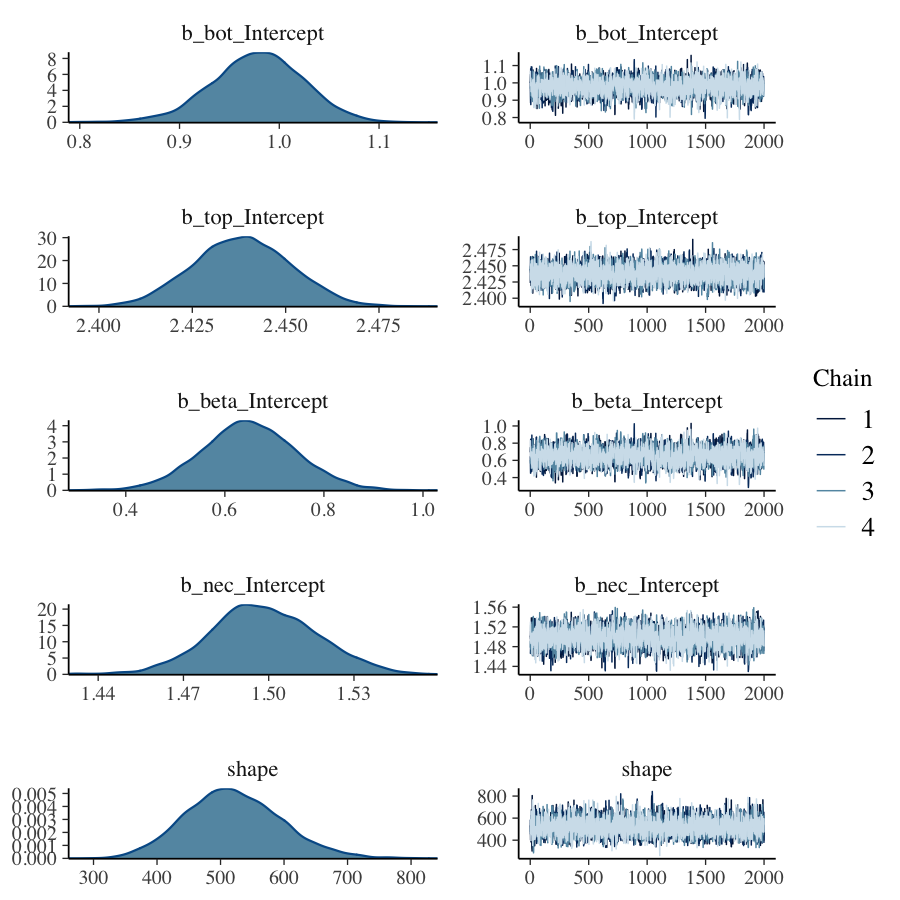 b_bot_Intercept
8
6
4
2
0
0.8 0.9 1.0 1.1
b_bot_Intercept
1.1
1.0
0.9
0.8
0 500 1000 1500 2000
b_top_Intercept
30
20
10
0
2.400 2.425 2.450 2.475
b_top_Intercept
2.475
2.450
2.425
2.400
0 500 1000 1500 2000
b_beta_Intercept
4
3
2
1
0
0.4 0.6 0.8 1.0
b_beta_Intercept
1.0
0.8
0.6
0.4
0 500 1000 1500 2000
b_nec_Intercept
20
15
10
5
0
1.44 1.47 1.50 1.53
b_nec_Intercept
1.56
1.52
1.48
1.44
0 500 1000 1500 2000
shape
0.005
0.004
0.003
0.002
0.001
0.000
300 400 500 600 700 800
shape
800
600
400
0 500 1000 1500 2000
Chain
1
2
3
4